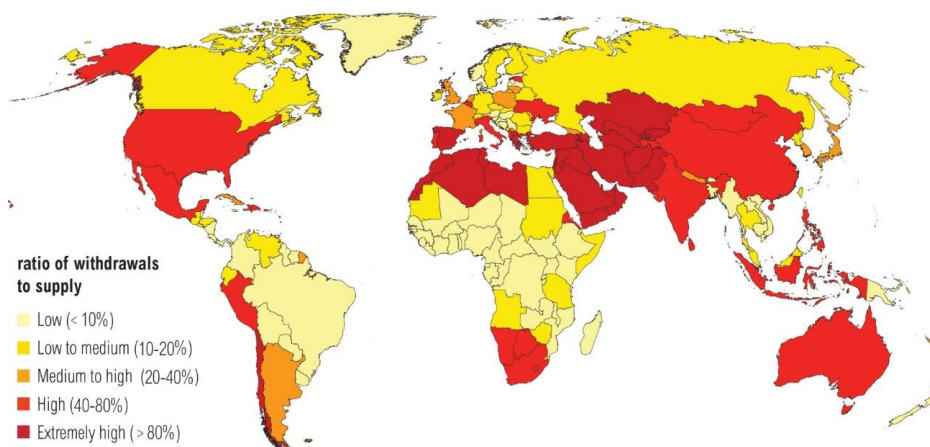 ratio of withdrawals
to supply
Low (< 10%)
Low to medium (10-20%)
Medium to high (20-40%)
High (40-80%)
Extremely high (> 80%)